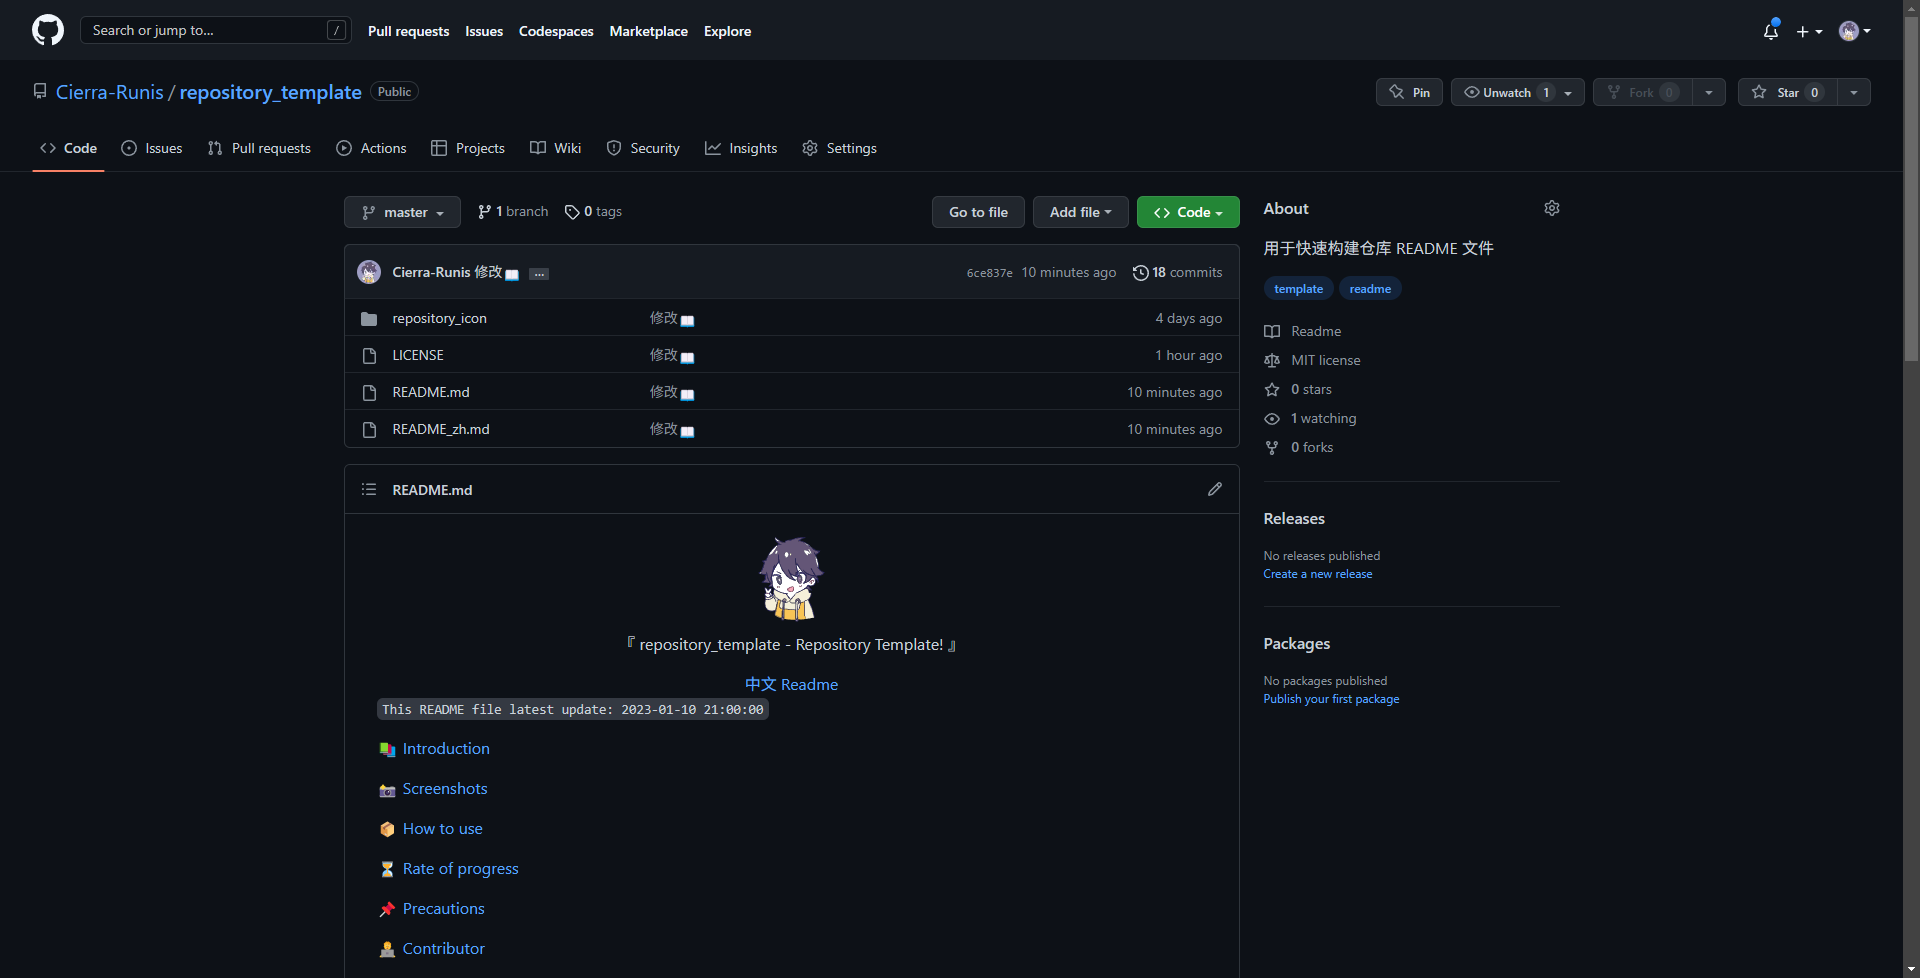 Search or jump to... / Pull requests Issues Codespaces Marketplace Explore
Cierra-Runis / repository_template Public Pin Unwatch 1 Fork 0 Star 0
Code Issues Pull requests Actions Projects Wiki Security Insights Settings
master 1 branch 0 tags Go to file Add file Code
Cierra-Runis 修改📖 ... 6ce837e 10 minutes ago 18 commits
repository_icon 修改📖 4 days ago
LICENSE 修改📖 1 hour ago
README.md 修改📖 10 minutes ago
README_zh.md 修改📖 10 minutes ago
README.md
『 repository_template - Repository Template! 』
中文 Readme
This README file latest update: 2023-01-10 21:00:00
Introduction
Screenshots
How to use
Rate of progress
Precautions
Contributor
About
用于快速构建仓库 README 文件
template readme
Readme
MIT license
0 stars
1 watching
0 forks
Releases
No releases published
Create a new release
Packages
No packages published
Publish your first package